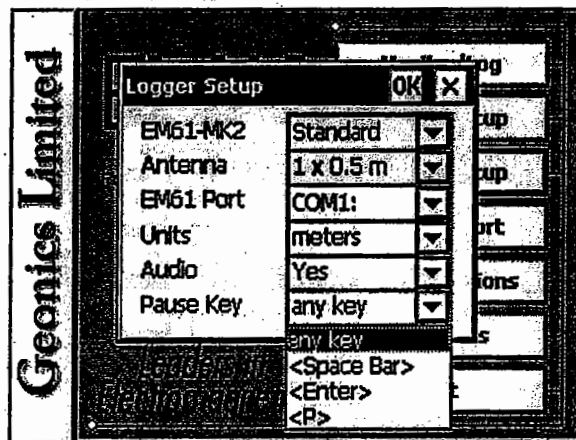 Geonics Limited
Logger Setup OK ×
EM61-MK2 Standard
Antenna 1 x 0.5 m
EM61 Port COM1:
Units meters
Audio Yes
Pause Key any key
any key
<Space Bar>
<Enter>
<P>